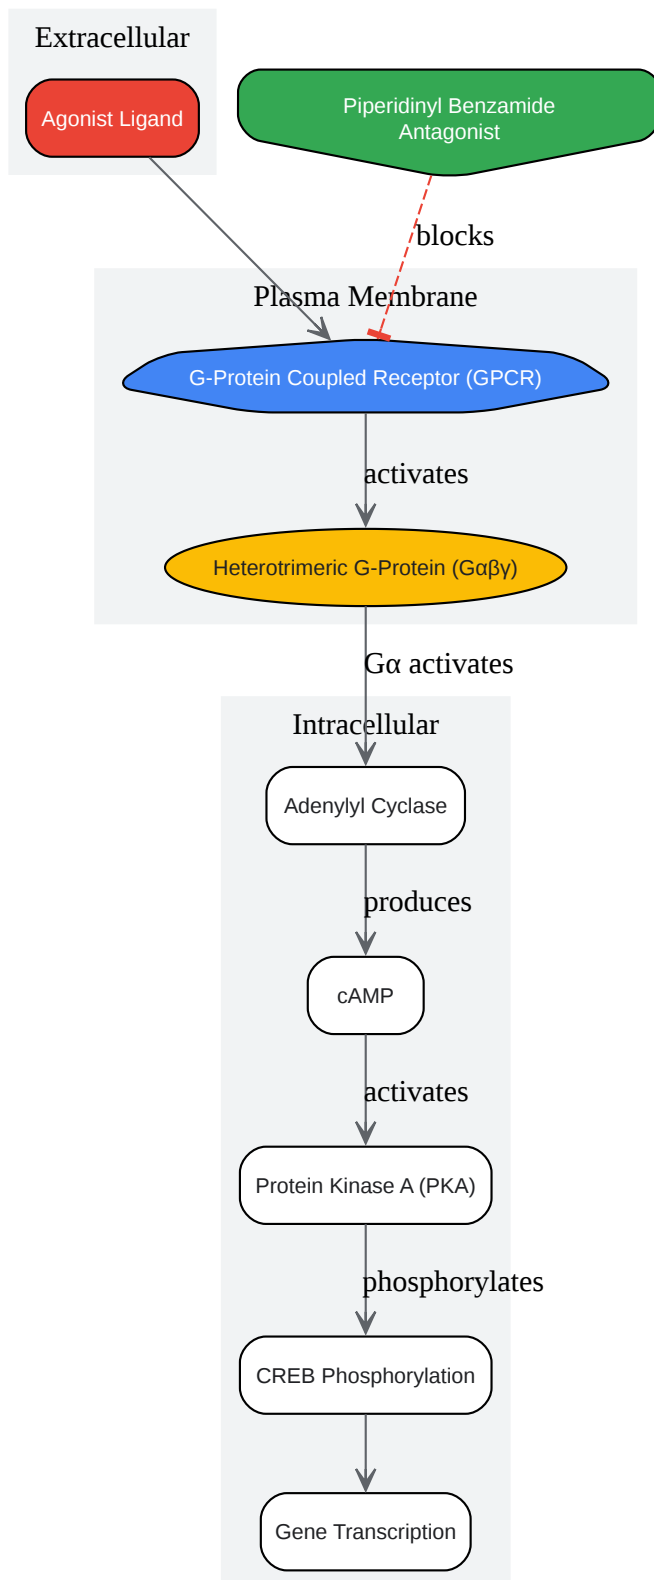 Extracellular
Agonist Ligand
Piperidinyl Benzamide
Antagonist
blocks
Plasma Membrane
G-Protein Coupled Receptor (GPCR)
activates
Heterotrimeric G-Protein (Gαβγ)
Gα activates
Intracellular
Adenylyl Cyclase
produces
cAMP
activates
Protein Kinase A (PKA)
phosphorylates
CREB Phosphorylation
Gene Transcription